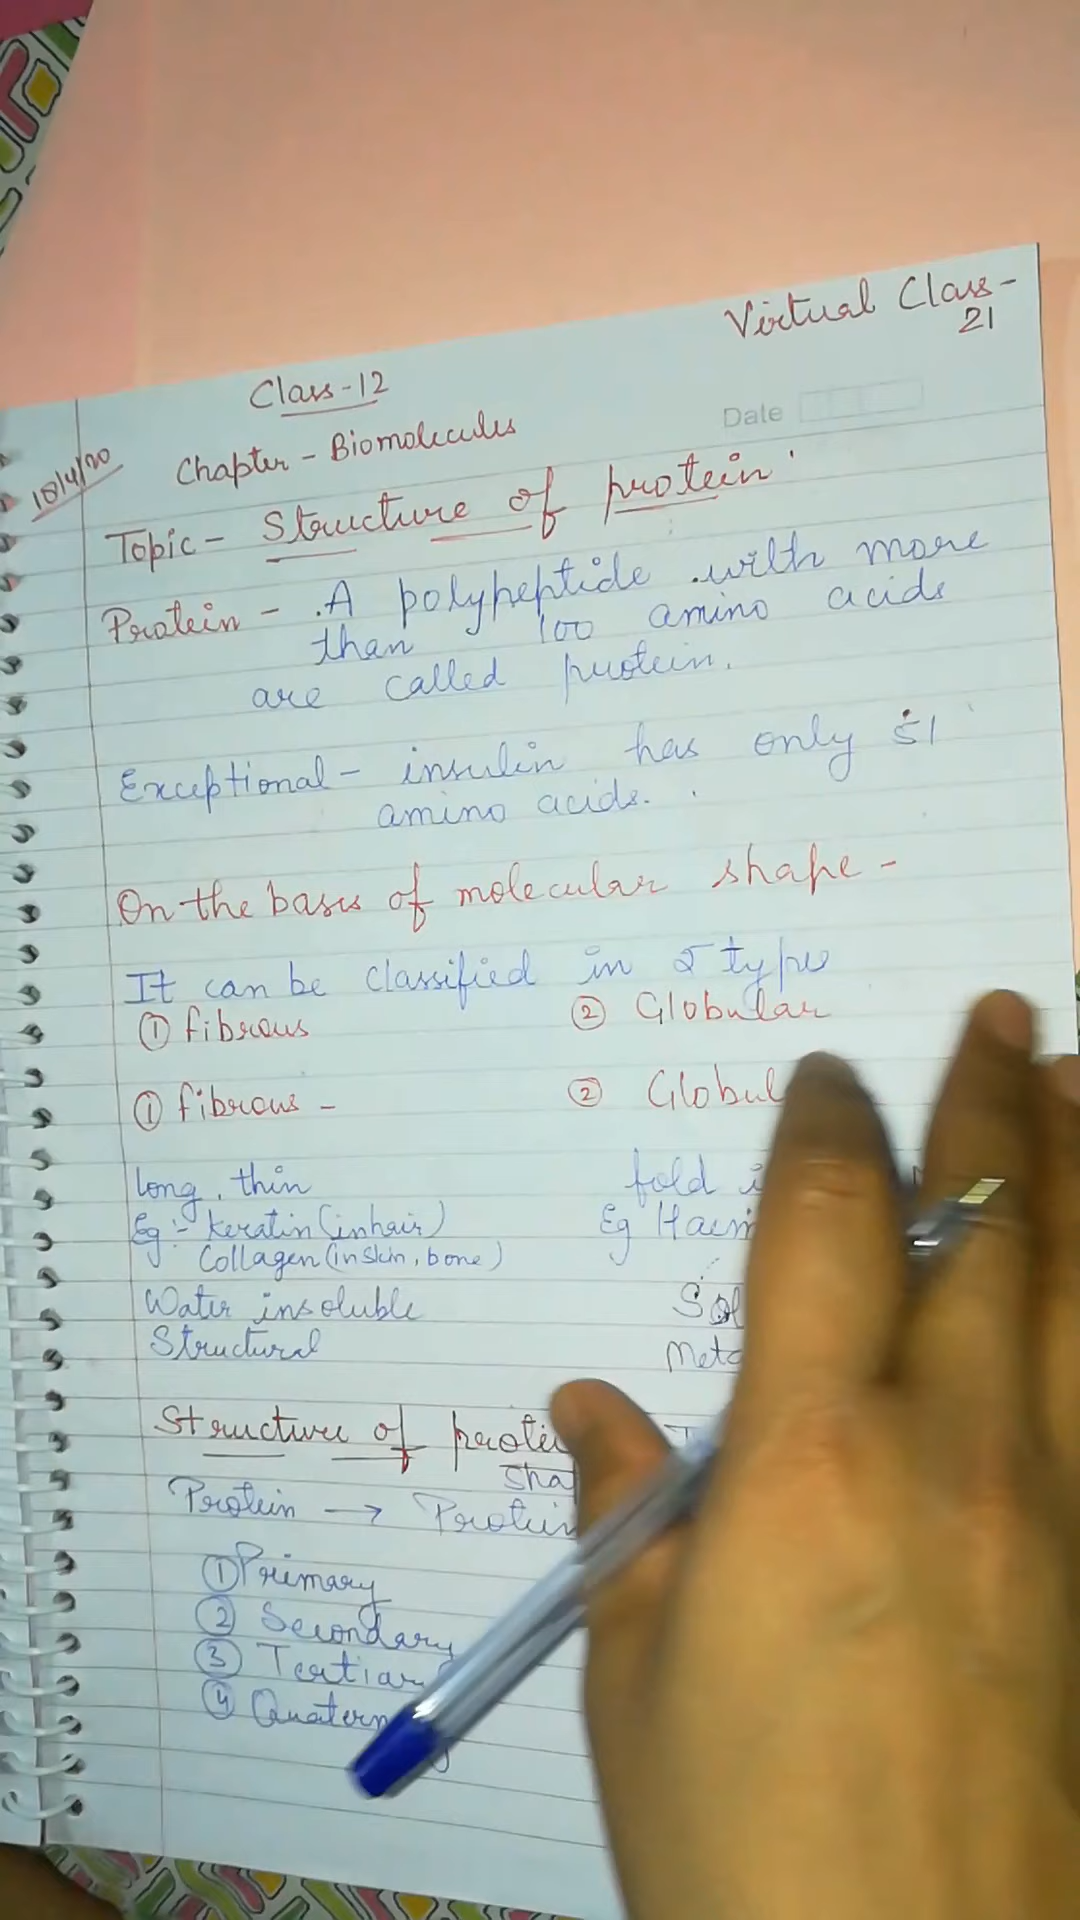 Virtual Class-
21
Class-12
Date
10/4/20
Chapter - Biomolecules
Topic - Structure of protein
Protein - A polypeptide with more
than 100 amino acids
are called protein.
Exceptional - insulin has only 51
amino acids.
On the basis of molecular shape -
It can be classified in 2 types
① fibrous ② Globular
① fibrous - ② Globul
long, thin fold i
Eg :- Keratin (in hair) Eg Haem
Collagen (in skin, bone)
Water insoluble Sol
Structural Meta
Structure of protei
sha
Protein → Protein
① Primary
② Secondary
③ Tertiar
④ Quatern